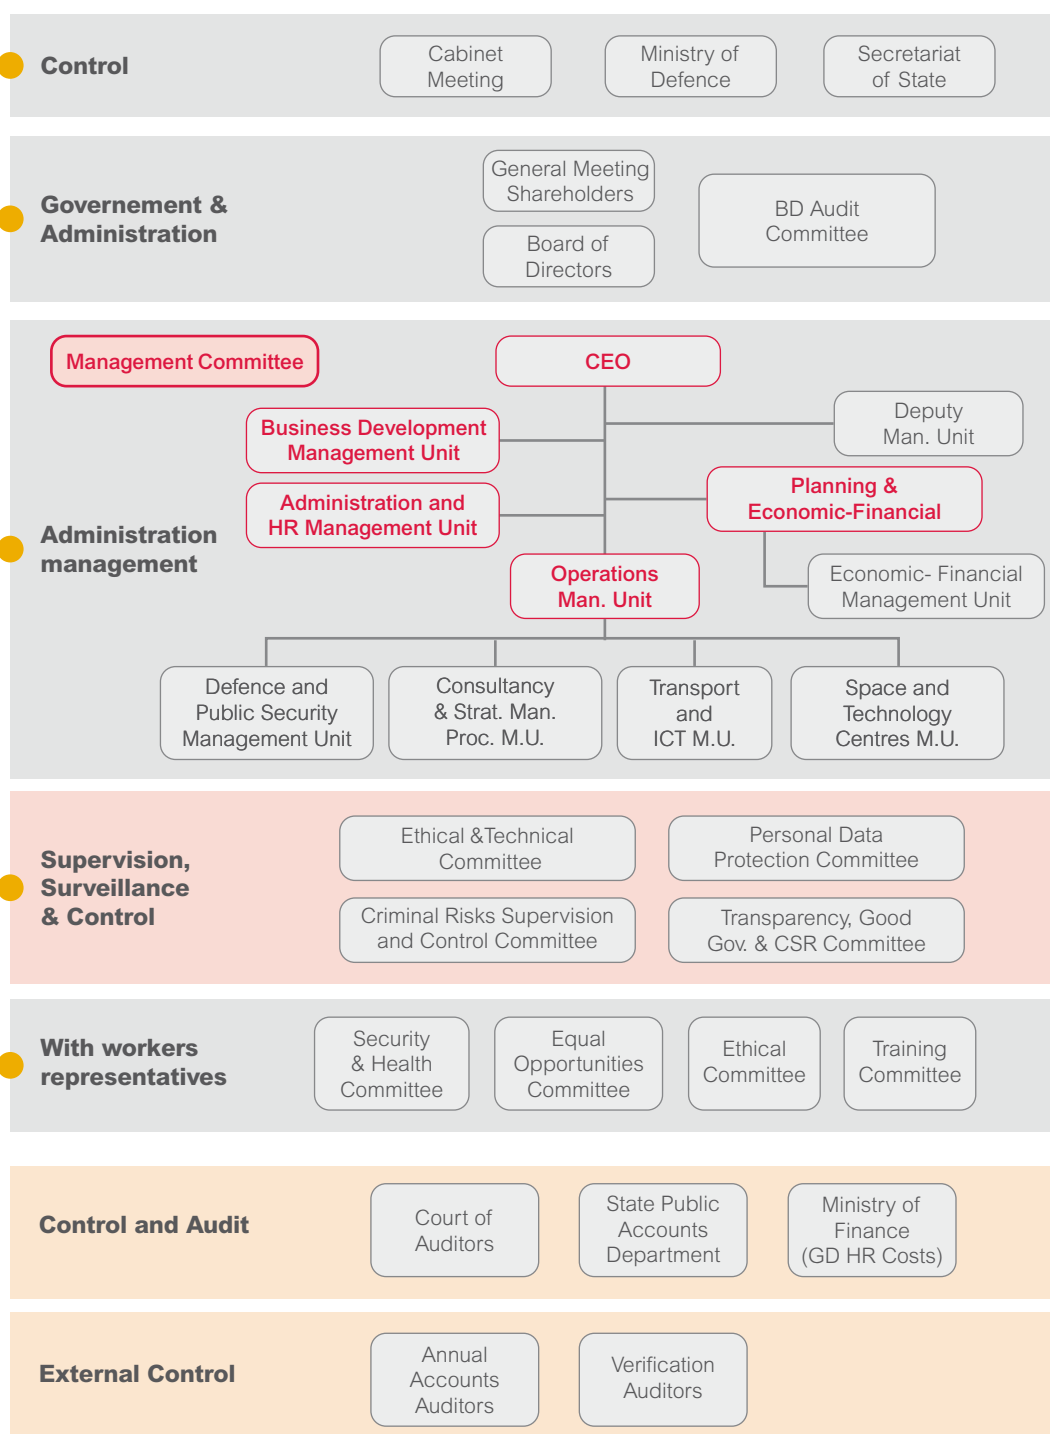 Control
Cabinet
Meeting
Ministry of
Defence
Secretariat
of State
Governement &
Administration
General Meeting
Shareholders
Board of
Directors
BD Audit
Committee
Administration
management
Management Committee
CEO
Business Development
Management Unit
Deputy
Man. Unit
Administration and
HR Management Unit
Planning &
Economic-Financial
Operations
Man. Unit
Economic- Financial
Management Unit
Defence and
Public Security
Management Unit
Consultancy
& Strat. Man.
Proc. M.U.
Transport
and
ICT M.U.
Space and
Technology
Centres M.U.
Supervision,
Surveillance
& Control
Ethical &Technical
Committee
Personal Data
Protection Committee
Criminal Risks Supervision
and Control Committee
Transparency, Good
Gov. & CSR Committee
With workers
representatives
Security
& Health
Committee
Equal
Opportunities
Committee
Ethical
Committee
Training
Committee
Control and Audit
Court of
Auditors
State Public
Accounts
Department
Ministry of
Finance
(GD HR Costs)
External Control
Annual
Accounts
Auditors
Verification
Auditors